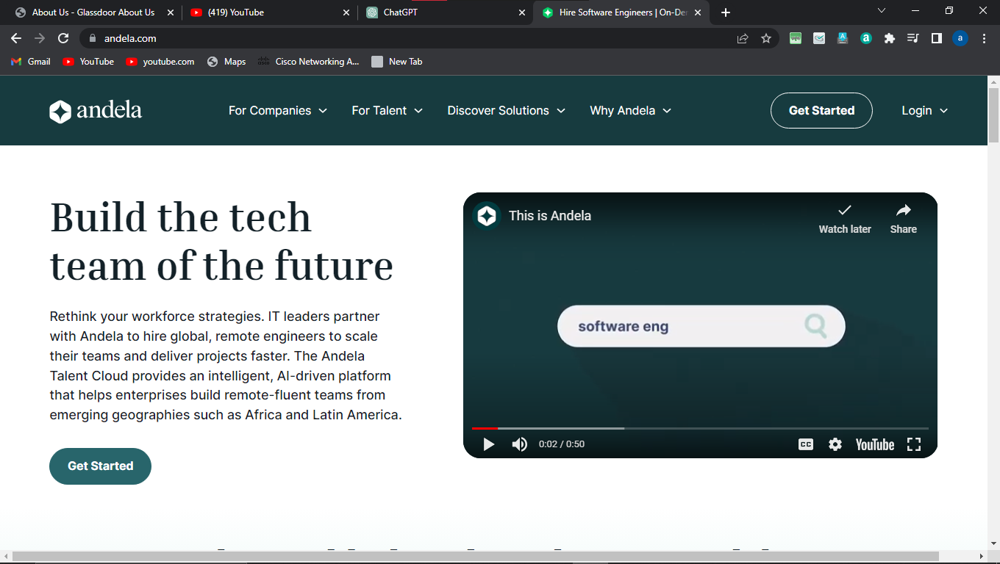 About Us - Glassdoor About Us
(419) YouTube
ChatGPT
Hire Software Engineers | On-De
andela.com
a
a
Gmail
YouTube
youtube.com
Maps
Cisco Networking A...
New Tab
andela
For Companies
For Talent
Discover Solutions
Why Andela
Get Started
Login
Build the tech
team of the future
Rethink your workforce strategies. IT leaders partner
with Andela to hire global, remote engineers to scale
their teams and deliver projects faster. The Andela
Talent Cloud provides an intelligent, AI-driven platform
that helps enterprises build remote-fluent teams from
emerging geographies such as Africa and Latin America.
Get Started
This is Andela
Watch later
Share
software eng
0:02 / 0:50
CC
YouTube